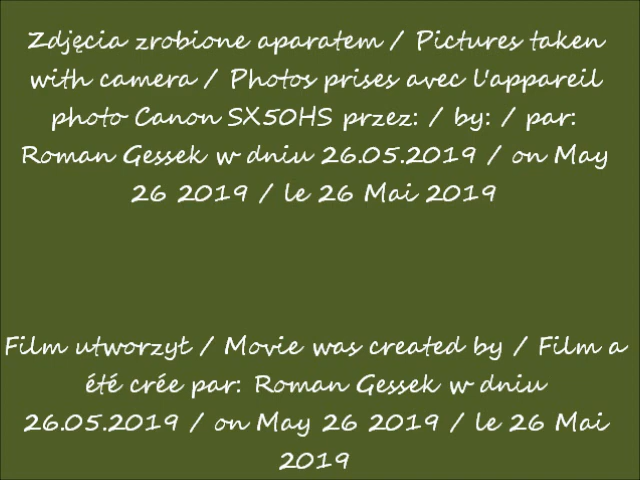 Zdjęcia zrobione aparatem / Pictures taken
with camera / Photos prises avec l'appareil
photo Canon SX50HS przez: / by: / par:
Roman Gessek w dniu 26.05.2019 / on May
26 2019 / le 26 Mai 2019
Film utworzył / Movie was created by / Film a
été crée par: Roman Gessek w dniu
26.05.2019 / on May 26 2019 / le 26 Mai
2019